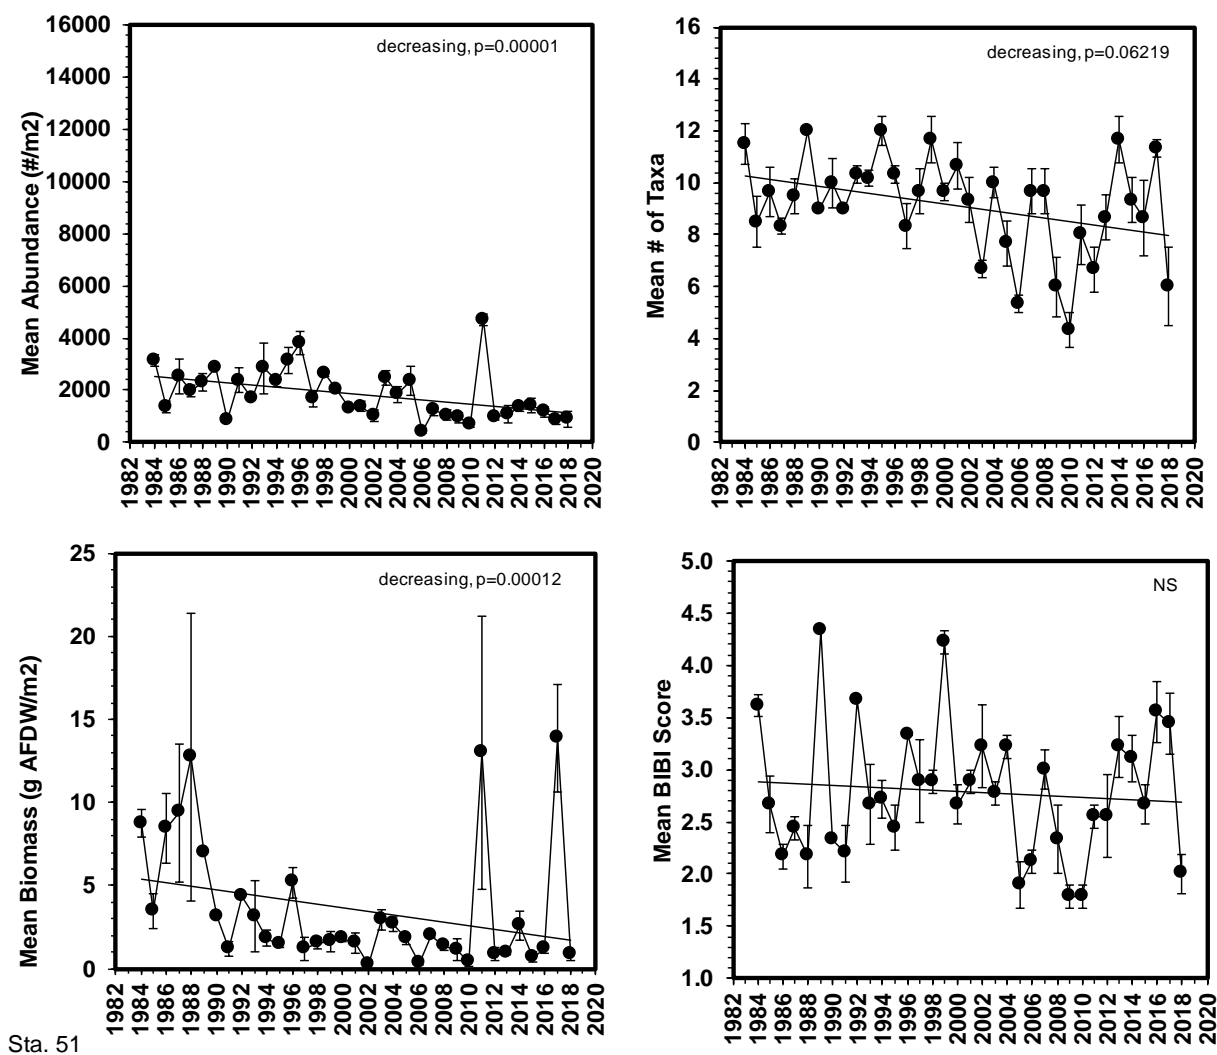 Mean Abundance (#/m2)
16000
14000
12000
10000
8000
6000
4000
2000
0
decreasing, p=0.00001
1982 1984 1986 1988 1990 1992 1994 1996 1998 2000 2002 2004 2006 2008 2010 2012 2014 2016 2018 2020
Mean # of Taxa
16
14
12
10
8
6
4
2
0
decreasing, p=0.06219
1982 1984 1986 1988 1990 1992 1994 1996 1998 2000 2002 2004 2006 2008 2010 2012 2014 2016 2018 2020
Mean Biomass (g AFDW/m2)
25
20
15
10
5
0
decreasing, p=0.00012
1982 1984 1986 1988 1990 1992 1994 1996 1998 2000 2002 2004 2006 2008 2010 2012 2014 2016 2018 2020
Mean BIBI Score
5.0
4.5
4.0
3.5
3.0
2.5
2.0
1.5
1.0
NS
1982 1984 1986 1988 1990 1992 1994 1996 1998 2000 2002 2004 2006 2008 2010 2012 2014 2016 2018 2020
Sta. 51